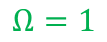 Ω = 1